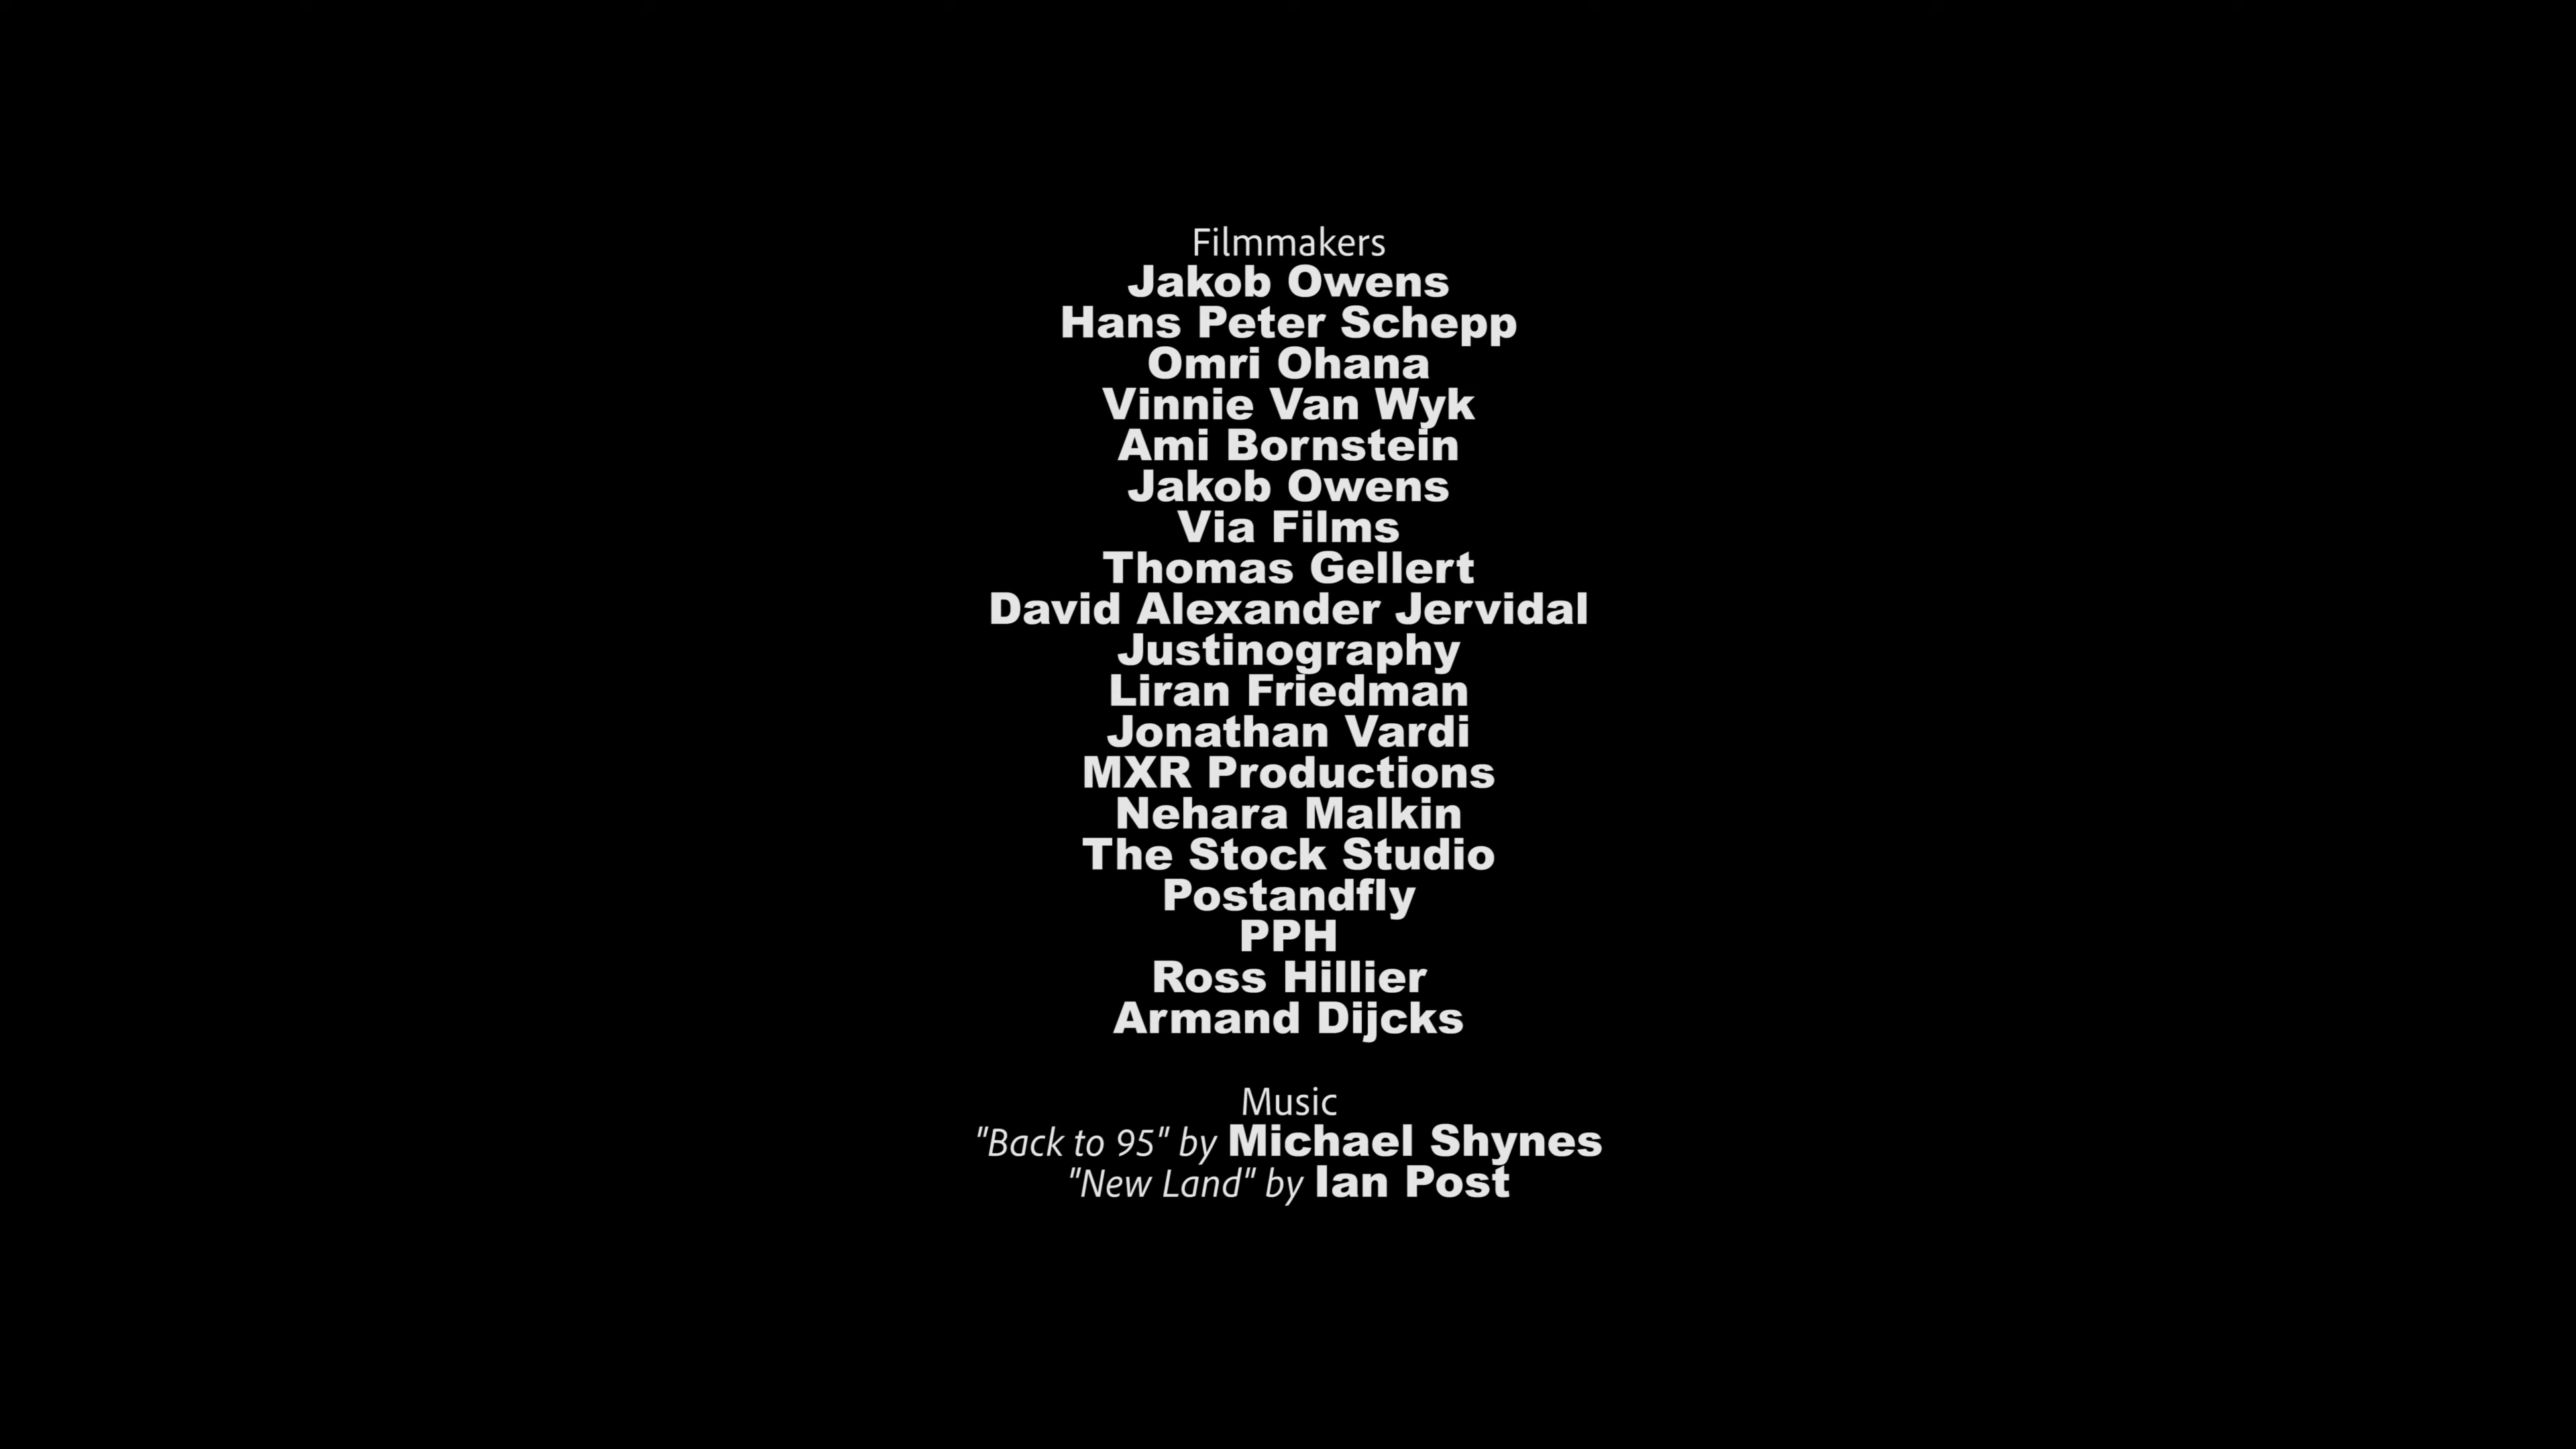 Filmmakers
Jakob Owens
Hans Peter Schepp
Omri Ohana
Vinnie Van Wyk
Ami Bornstein
Jakob Owens
Via Films
Thomas Gellert
David Alexander Jervidal
Justinography
Liran Friedman
Jonathan Vardi
MXR Productions
Nehara Malkin
The Stock Studio
Postandfly
PPH
Ross Hillier
Armand Dijcks
Music
"Back to 95" by Michael Shynes
"New Land" by Ian Post